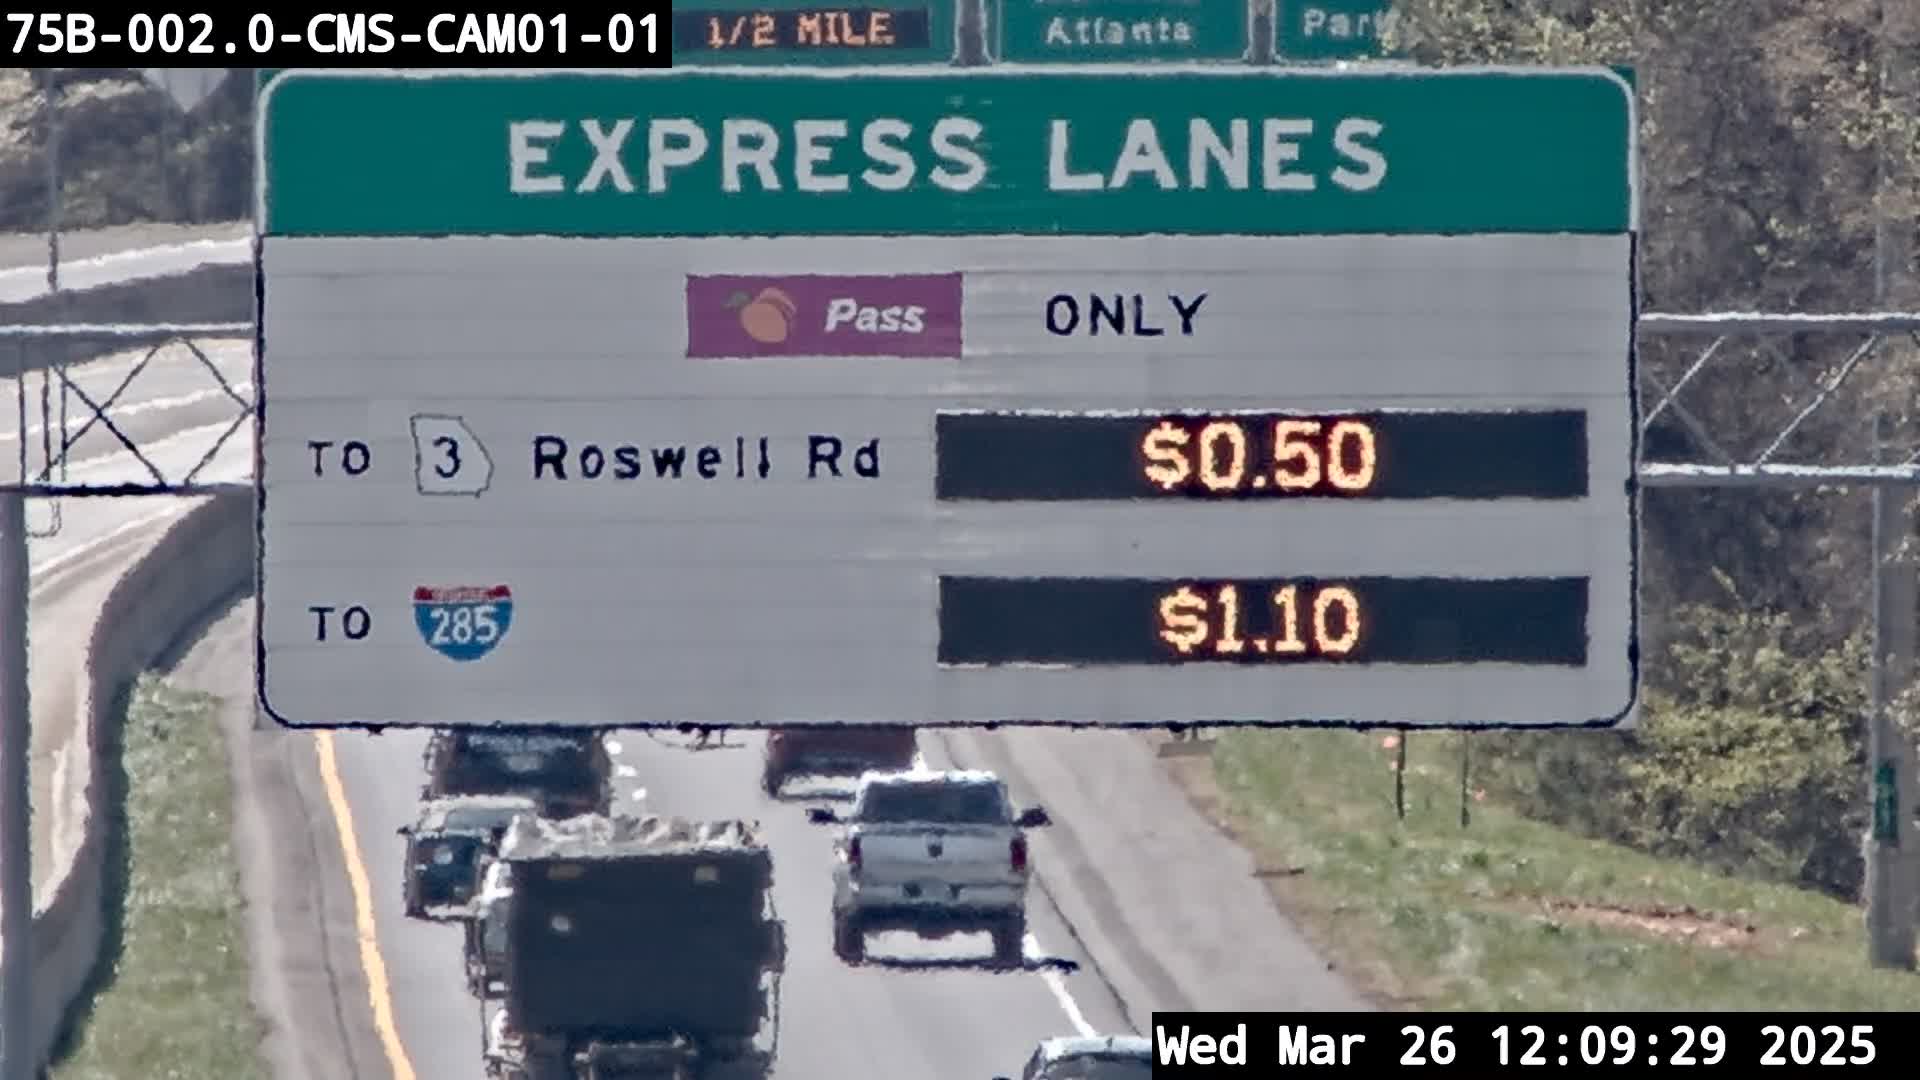 75B-002.0-CMS-CAM01-01
1/2 MILE
Atlanta
EXPRESS LANES
Pass ONLY
TO 3 Roswell Rd $0.50
TO 285 $1.10
Wed Mar 26 12:09:29 2025